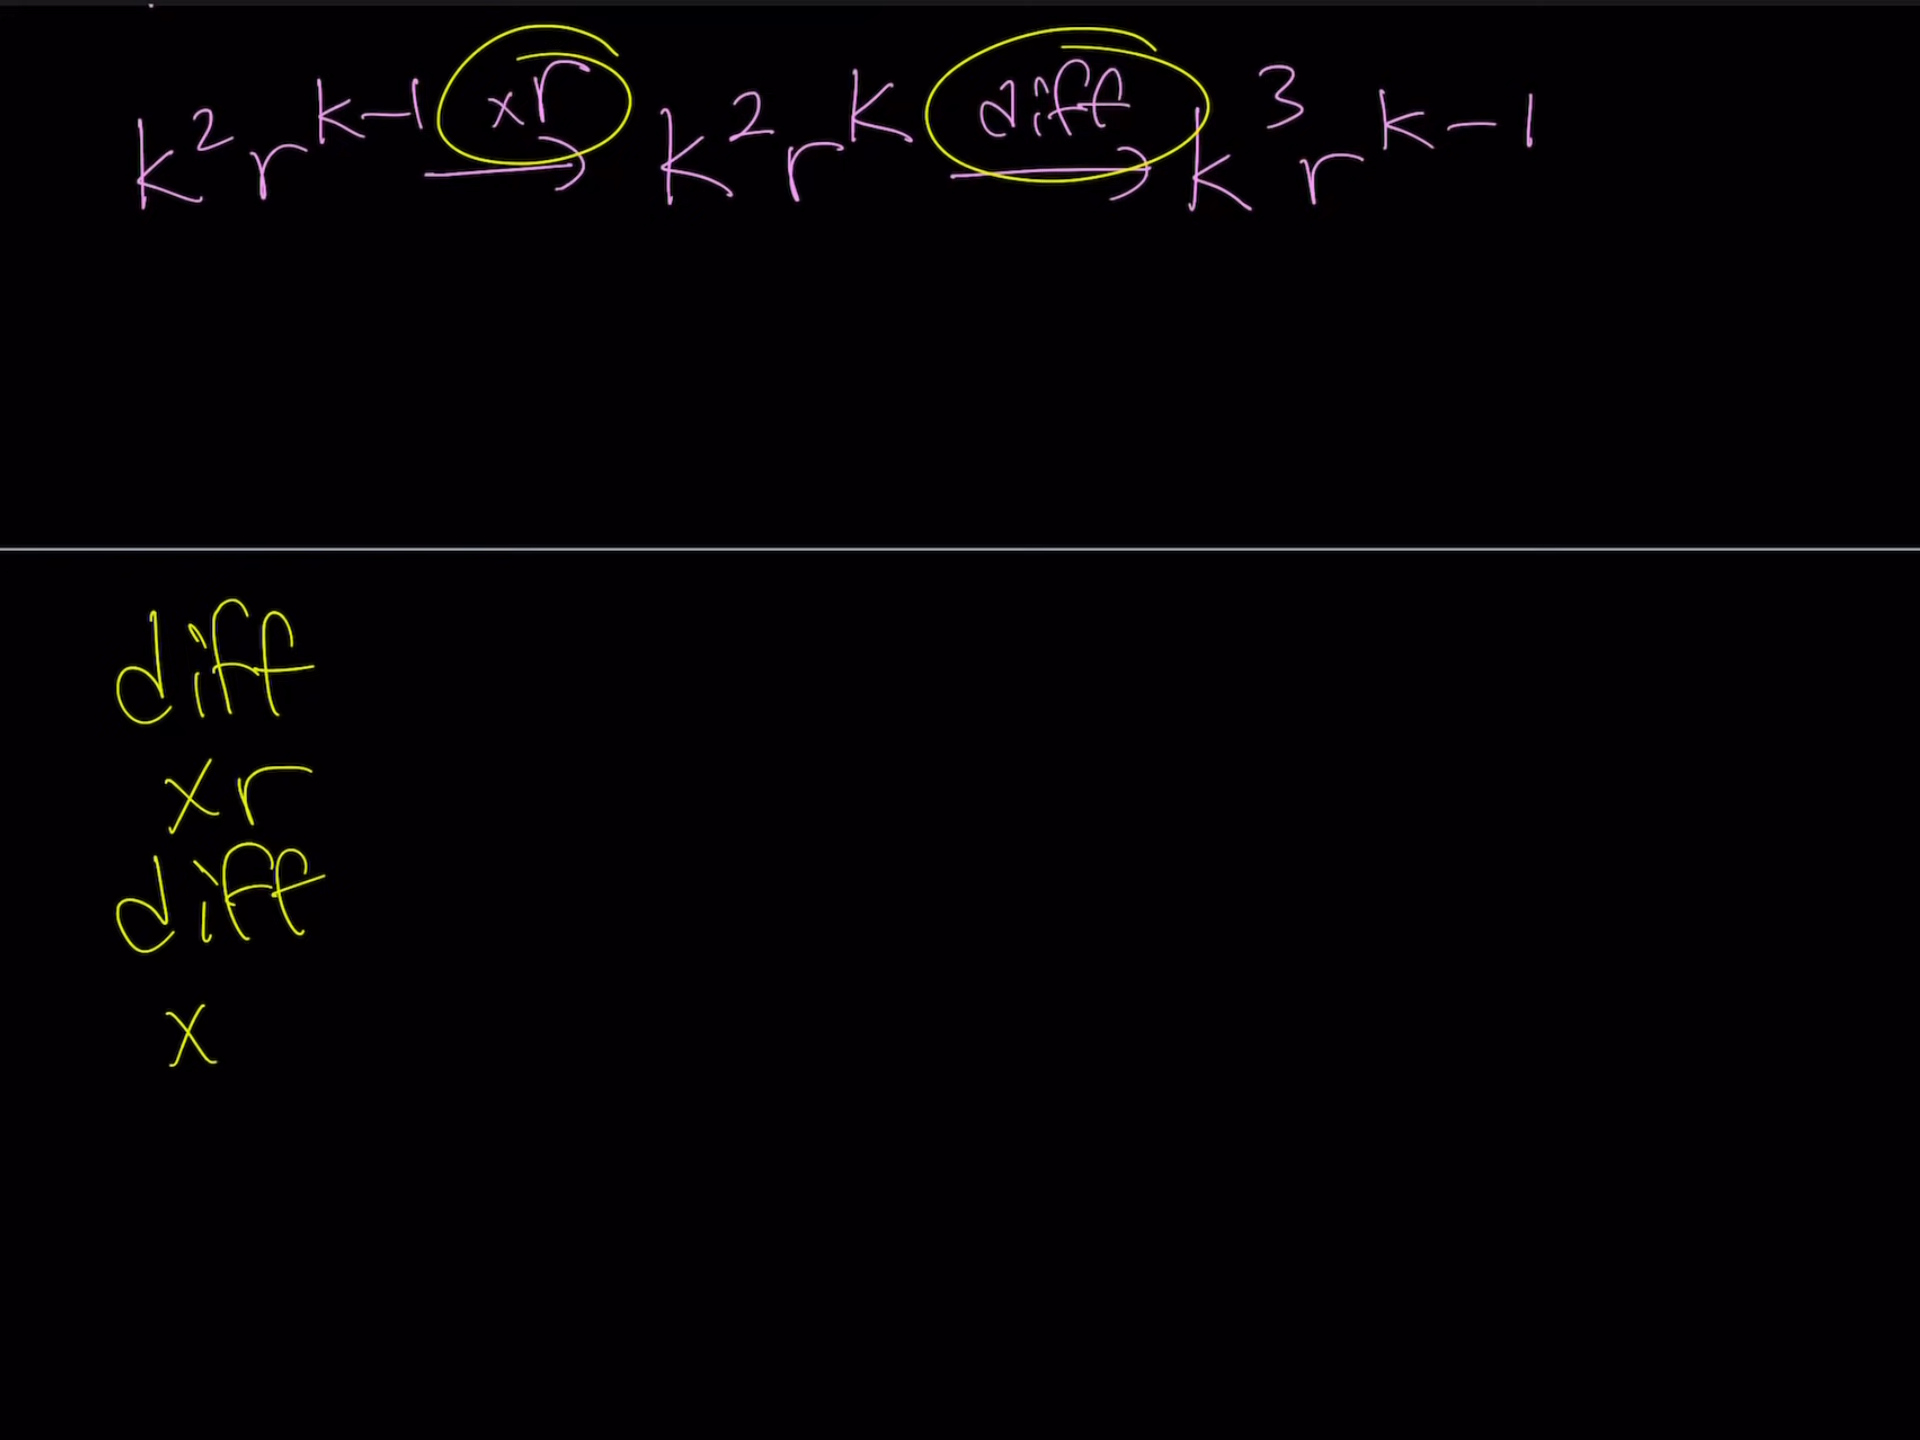 k²r^(k-1) xr → k²r^k diff → k³r^(k-1)
diff
xr
diff
x